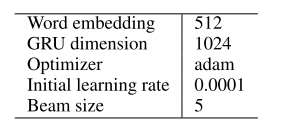 Word embedding 512
GRU dimension 1024
Optimizer adam
Initial learning rate 0.0001
Beam size 5